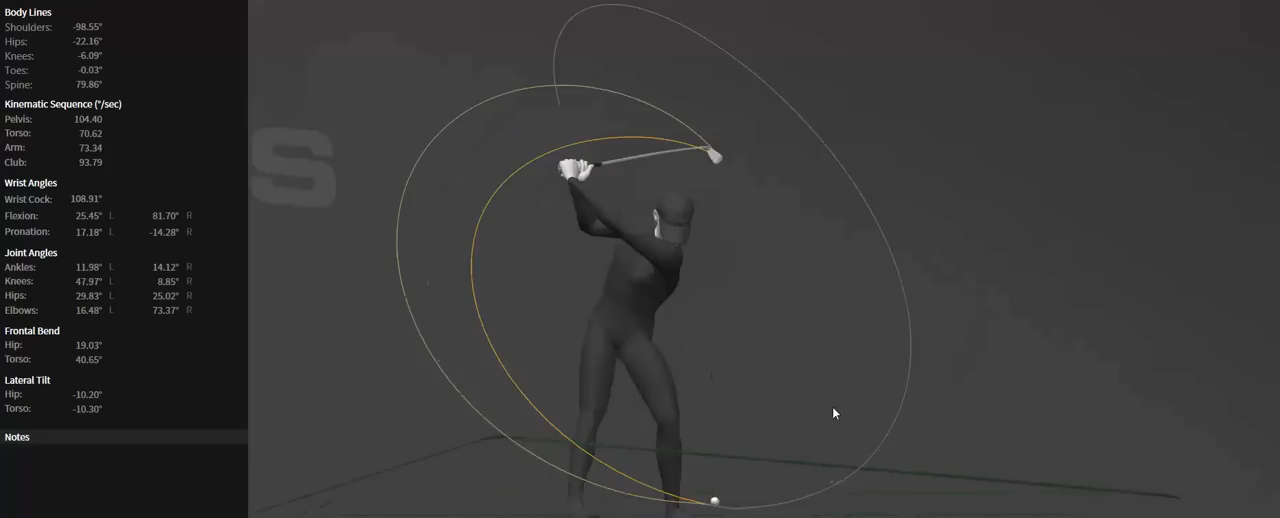 Body Lines
Shoulders: -98.55°
Hips: -22.16°
Knees: -6.09°
Toes: -0.03°
Spine: 79.86°
Kinematic Sequence (°/sec)
Pelvis: 104.40
Torso: 70.62
Arm: 73.34
Club: 93.79
Wrist Angles
Wrist Cock: 108.91°
Flexion: 25.45° L 81.70° R
Pronation: 17.18° L -14.28° R
Joint Angles
Ankles: 11.98° L 14.12° R
Knees: 47.97° L 8.85° R
Hips: 29.83° L 25.02° R
Elbows: 16.48° L 73.37° R
Frontal Bend
Hip: 19.03°
Torso: 40.65°
Lateral Tilt
Hip: -10.20°
Torso: -10.30°
Notes
S